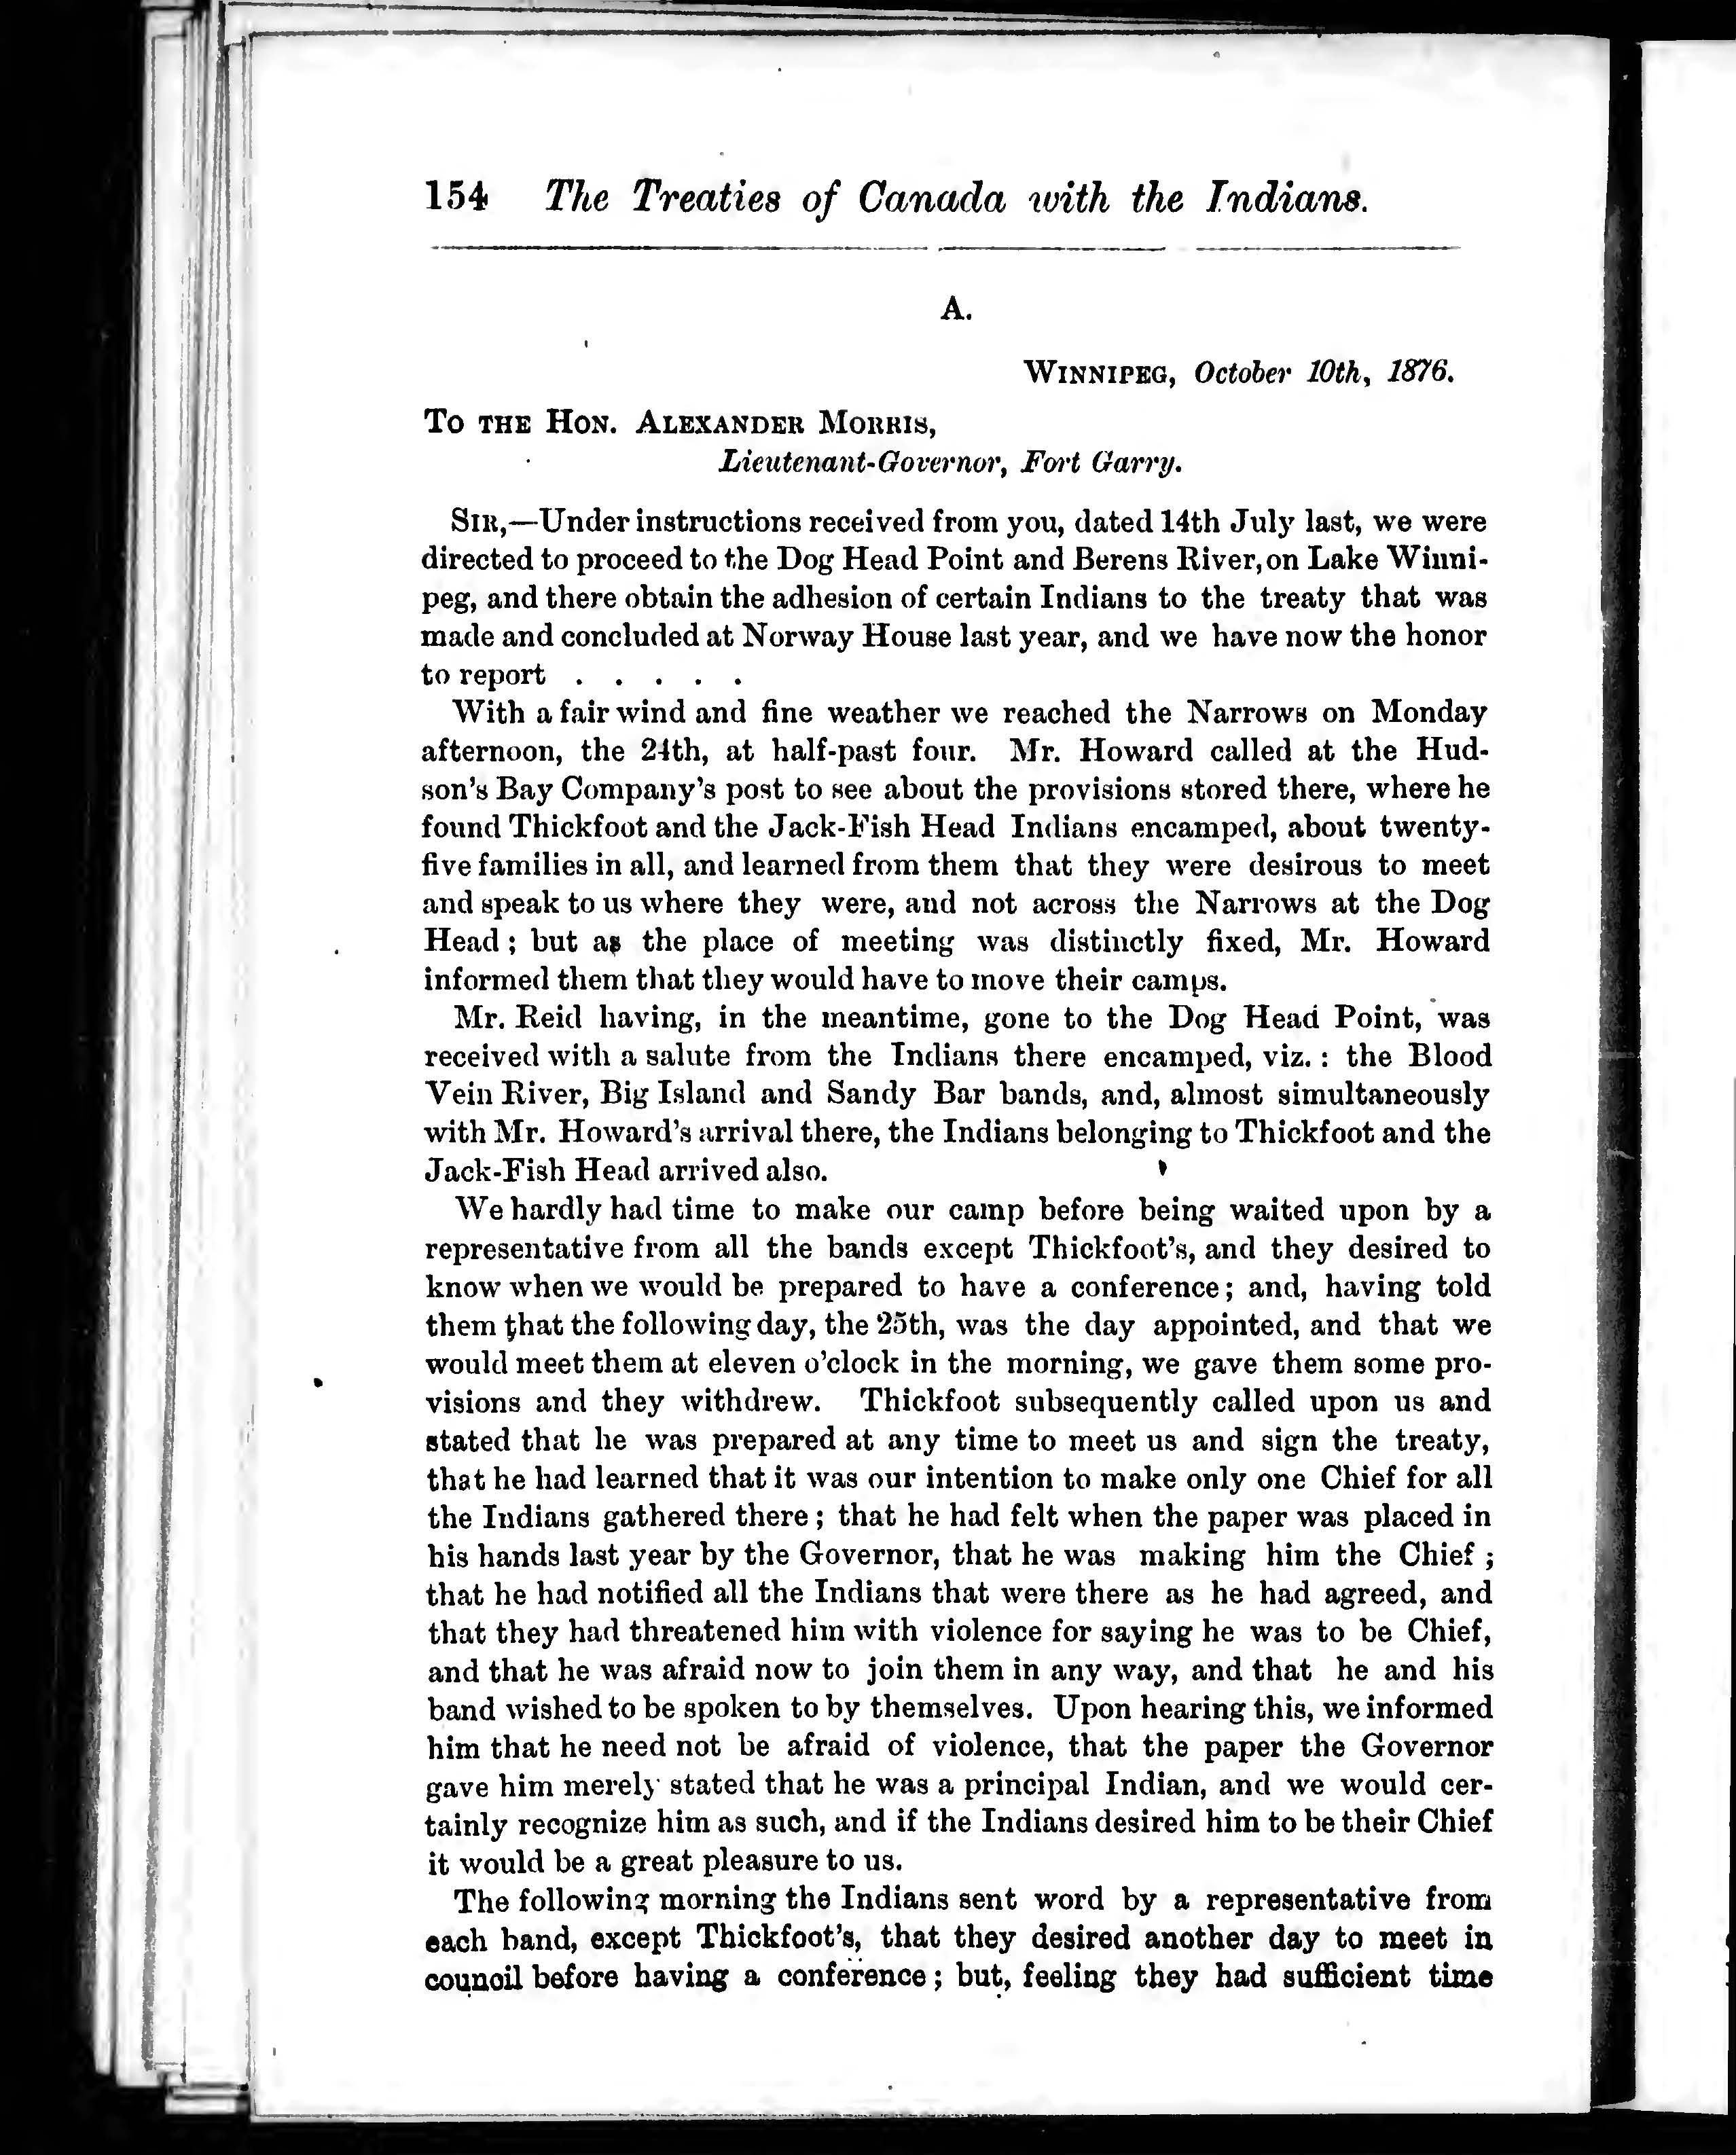 154 The Treaties of Canada with the Indians.
A.
WINNIPEG, October 10th, 1876.
TO THE HON. ALEXANDER MORRIS,
Lieutenant-Governor, Fort Garry.
SIR,—Under instructions received from you, dated 14th July last, we were
directed to proceed to the Dog Head Point and Berens River, on Lake Winni-
peg, and there obtain the adhesion of certain Indians to the treaty that was
made and concluded at Norway House last year, and we have now the honor
to report . . . . .
With a fair wind and fine weather we reached the Narrows on Monday
afternoon, the 24th, at half-past four. Mr. Howard called at the Hud-
son's Bay Company's post to see about the provisions stored there, where he
found Thickfoot and the Jack-Fish Head Indians encamped, about twenty-
five families in all, and learned from them that they were desirous to meet
and speak to us where they were, and not across the Narrows at the Dog
Head ; but as the place of meeting was distinctly fixed, Mr. Howard
informed them that they would have to move their camps.
Mr. Reid having, in the meantime, gone to the Dog Head Point, was
received with a salute from the Indians there encamped, viz. : the Blood
Vein River, Big Island and Sandy Bar bands, and, almost simultaneously
with Mr. Howard's arrival there, the Indians belonging to Thickfoot and the
Jack-Fish Head arrived also.
We hardly had time to make our camp before being waited upon by a
representative from all the bands except Thickfoot's, and they desired to
know when we would be prepared to have a conference ; and, having told
them that the following day, the 25th, was the day appointed, and that we
would meet them at eleven o'clock in the morning, we gave them some pro-
visions and they withdrew. Thickfoot subsequently called upon us and
stated that he was prepared at any time to meet us and sign the treaty,
that he had learned that it was our intention to make only one Chief for all
the Indians gathered there ; that he had felt when the paper was placed in
his hands last year by the Governor, that he was making him the Chief ;
that he had notified all the Indians that were there as he had agreed, and
that they had threatened him with violence for saying he was to be Chief,
and that he was afraid now to join them in any way, and that he and his
band wished to be spoken to by themselves. Upon hearing this, we informed
him that he need not be afraid of violence, that the paper the Governor
gave him merely stated that he was a principal Indian, and we would cer-
tainly recognize him as such, and if the Indians desired him to be their Chief
it would be a great pleasure to us.
The following morning the Indians sent word by a representative from
each band, except Thickfoot's, that they desired another day to meet in
council before having a conference ; but, feeling they had sufficient time